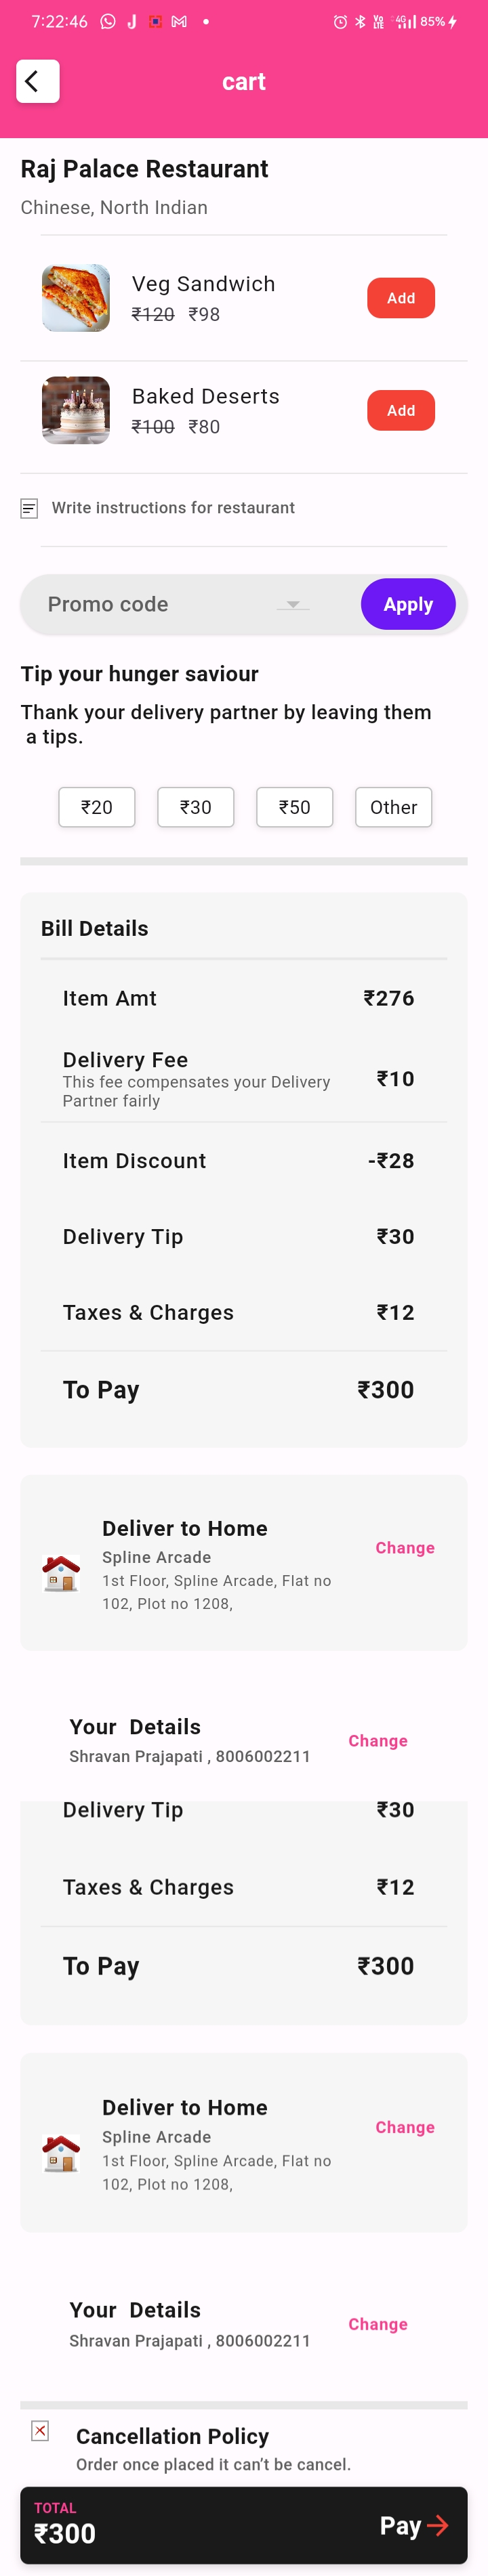 7:22:46 J 4G 85%
cart
Raj Palace Restaurant
Chinese, North Indian
Veg Sandwich
₹120 ₹98
Add
Baked Deserts
₹100 ₹80
Add
Write instructions for restaurant
Promo code
Apply
Tip your hunger saviour
Thank your delivery partner by leaving them
a tips.
₹20 ₹30 ₹50 Other
Bill Details
Item Amt ₹276
Delivery Fee
This fee compensates your Delivery
Partner fairly
₹10
Item Discount -₹28
Delivery Tip ₹30
Taxes & Charges ₹12
To Pay ₹300
Deliver to Home
Change
Spline Arcade
1st Floor, Spline Arcade, Flat no
102, Plot no 1208,
Your Details
Change
Shravan Prajapati , 8006002211
Delivery Tip ₹30
Taxes & Charges ₹12
To Pay ₹300
Deliver to Home
Change
Spline Arcade
1st Floor, Spline Arcade, Flat no
102, Plot no 1208,
Your Details
Change
Shravan Prajapati , 8006002211
Cancellation Policy
Order once placed it can't be cancel.
TOTAL
₹300
Pay